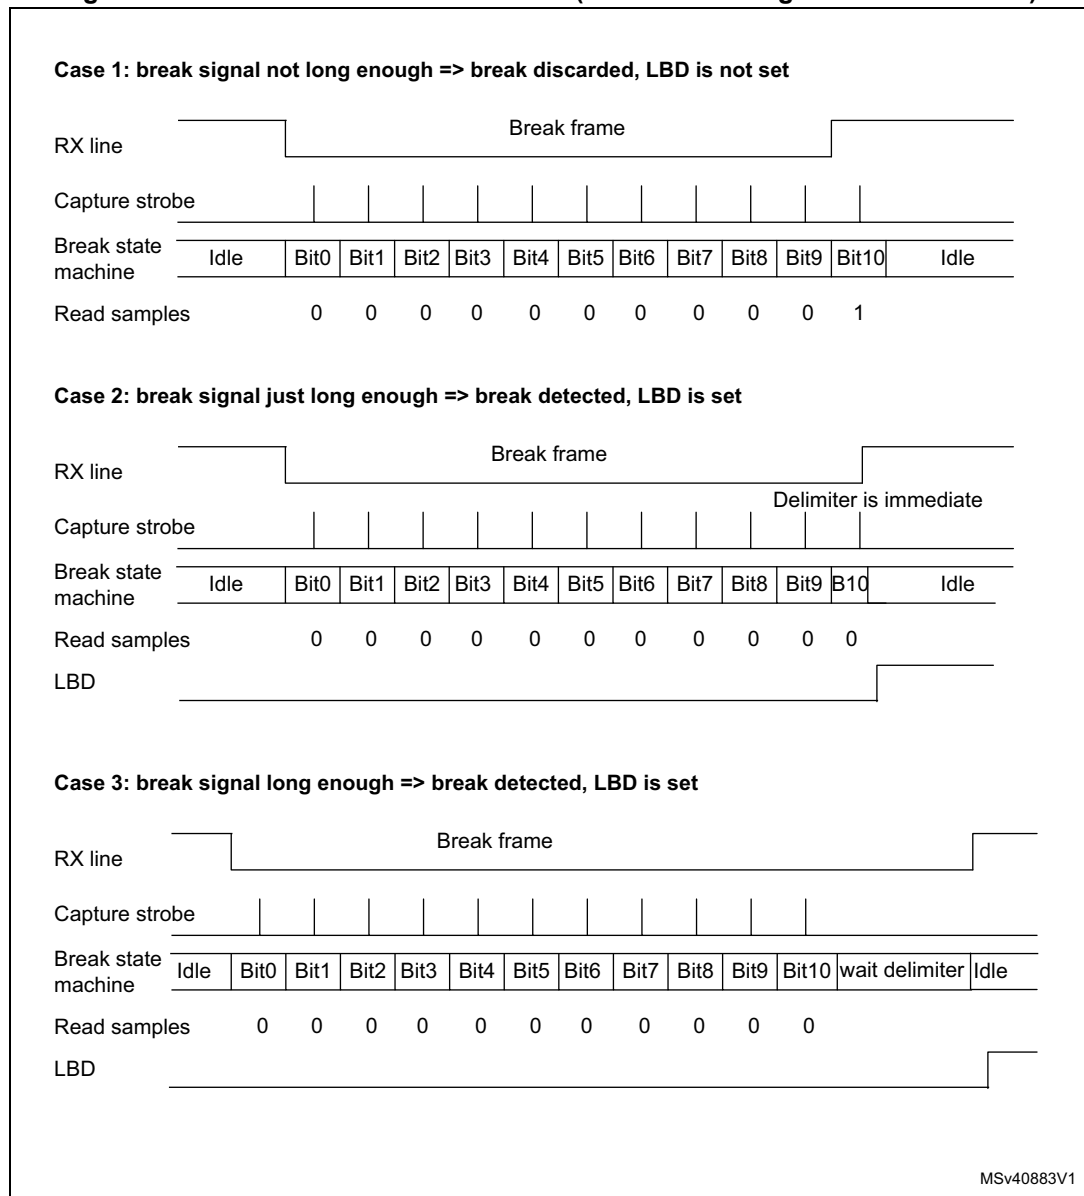 Case 1: break signal not long enough => break discarded, LBD is not set
Break frame
RX line
Capture strobe
Break state machine
Idle Bit0 Bit1 Bit2 Bit3 Bit4 Bit5 Bit6 Bit7 Bit8 Bit9 Bit10 Idle
Read samples 0 0 0 0 0 0 0 0 0 0 1
Case 2: break signal just long enough => break detected, LBD is set
Break frame
RX line
Delimiter is immediate
Capture strobe
Break state machine
Idle Bit0 Bit1 Bit2 Bit3 Bit4 Bit5 Bit6 Bit7 Bit8 Bit9 B10 Idle
Read samples 0 0 0 0 0 0 0 0 0 0 0
LBD
Case 3: break signal long enough => break detected, LBD is set
Break frame
RX line
Capture strobe
Break state machine
Idle Bit0 Bit1 Bit2 Bit3 Bit4 Bit5 Bit6 Bit7 Bit8 Bit9 Bit10 wait delimiter Idle
Read samples 0 0 0 0 0 0 0 0 0 0 0
LBD
MSv40883V1